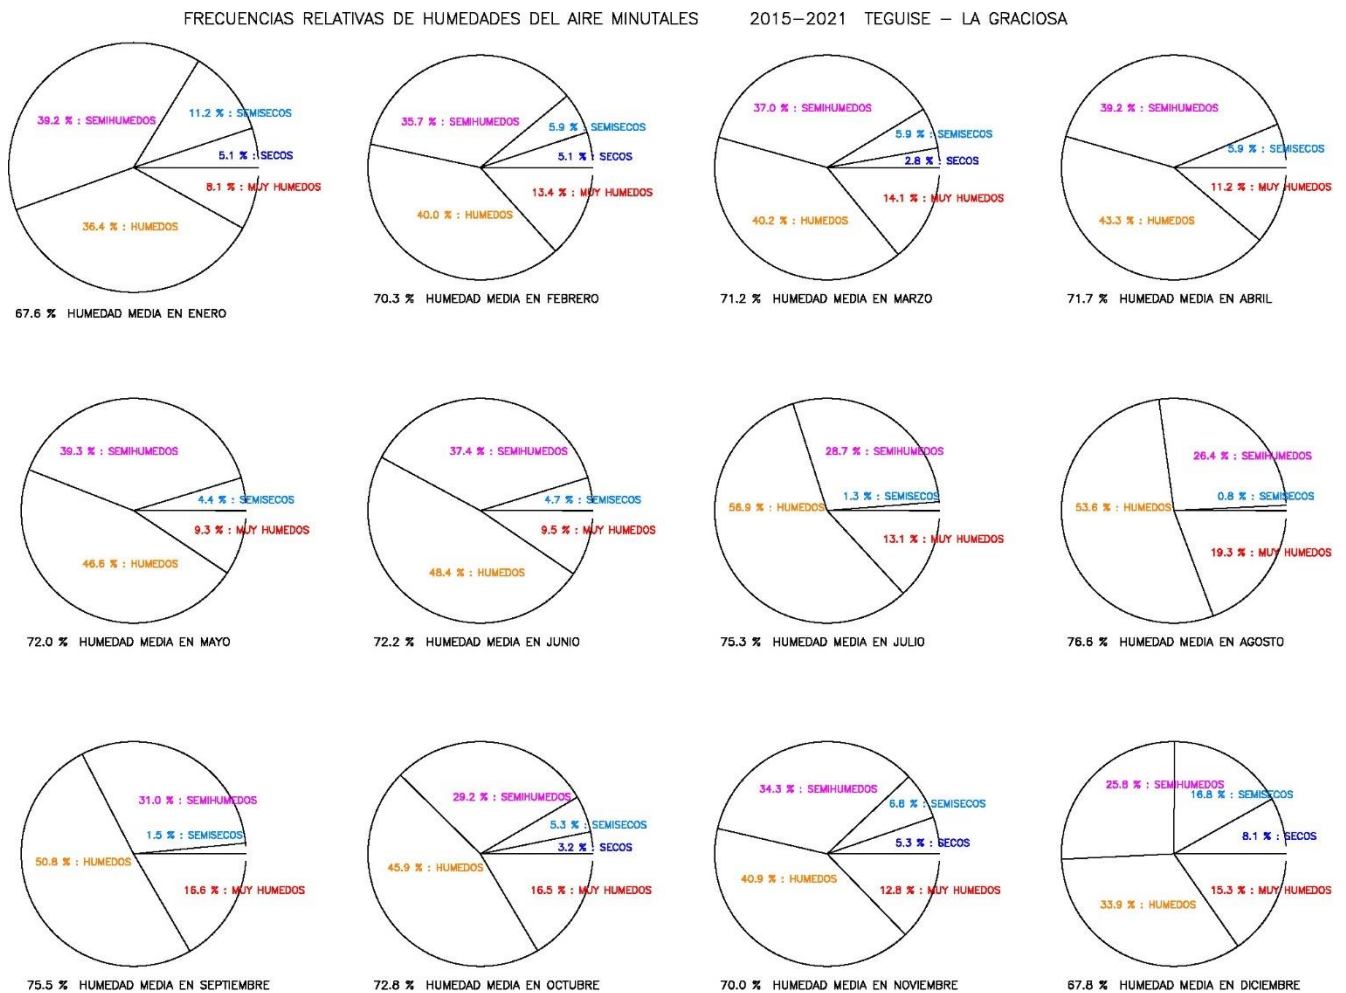 FRECUENCIAS RELATIVAS DE HUMEDADES DEL AIRE MINUTALES 2015-2021 TEGUISE - LA GRACIOSA
39.2 % : SEMIHUMEDOS
11.2 % : SEMISECOS
5.1 % : SECOS
8.1 % : MUY HUMEDOS
36.4 % : HUMEDOS
67.6 % HUMEDAD MEDIA EN ENERO
35.7 % : SEMIHUMEDOS
5.9 % : SEMISECOS
5.1 % : SECOS
13.4 % : MUY HUMEDOS
40.0 % : HUMEDOS
70.3 % HUMEDAD MEDIA EN FEBRERO
37.0 % : SEMIHUMEDOS
5.9 % : SEMISECOS
2.8 % : SECOS
14.1 % : MUY HUMEDOS
40.2 % : HUMEDOS
71.2 % HUMEDAD MEDIA EN MARZO
39.2 % : SEMIHUMEDOS
5.9 % : SEMISECOS
11.2 % : MUY HUMEDOS
43.3 % : HUMEDOS
71.7 % HUMEDAD MEDIA EN ABRIL
39.3 % : SEMIHUMEDOS
4.4 % : SEMISECOS
9.3 % : MUY HUMEDOS
46.6 % : HUMEDOS
72.0 % HUMEDAD MEDIA EN MAYO
37.4 % : SEMIHUMEDOS
4.7 % : SEMISECOS
9.5 % : MUY HUMEDOS
48.4 % : HUMEDOS
72.2 % HUMEDAD MEDIA EN JUNIO
28.7 % : SEMIHUMEDOS
1.3 % : SEMISECOS
56.9 % : HUMEDOS
13.1 % : MUY HUMEDOS
75.3 % HUMEDAD MEDIA EN JULIO
26.4 % : SEMIHUMEDOS
0.8 % : SEMISECOS
53.6 % : HUMEDOS
19.3 % : MUY HUMEDOS
76.6 % HUMEDAD MEDIA EN AGOSTO
31.0 % : SEMIHUMEDOS
1.5 % : SEMISECOS
50.8 % : HUMEDOS
16.6 % : MUY HUMEDOS
75.5 % HUMEDAD MEDIA EN SEPTIEMBRE
29.2 % : SEMIHUMEDOS
5.3 % : SEMISECOS
3.2 % : SECOS
45.9 % : HUMEDOS
16.5 % : MUY HUMEDOS
72.8 % HUMEDAD MEDIA EN OCTUBRE
34.3 % : SEMIHUMEDOS
6.8 % : SEMISECOS
5.3 % : SECOS
40.9 % : HUMEDOS
12.8 % : MUY HUMEDOS
70.0 % HUMEDAD MEDIA EN NOVIEMBRE
25.8 % : SEMIHUMEDOS
16.8 % : SEMISECOS
8.1 % : SECOS
15.3 % : MUY HUMEDOS
33.9 % : HUMEDOS
67.8 % HUMEDAD MEDIA EN DICIEMBRE